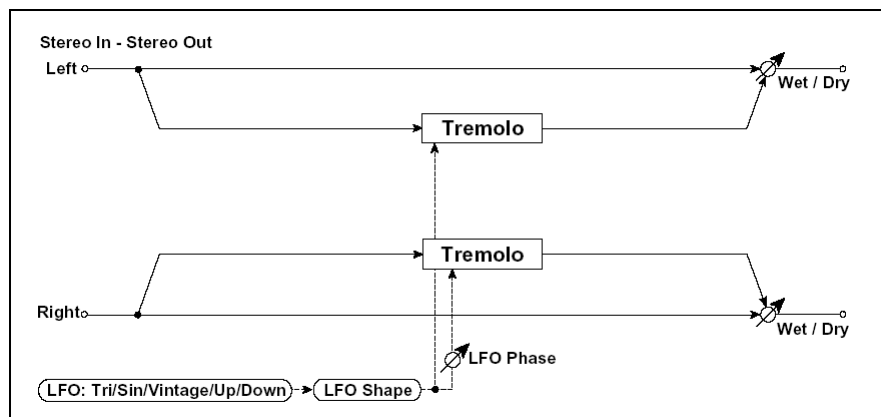 Stereo In - Stereo Out
Left
Wet / Dry
Tremolo
Tremolo
Right
Wet / Dry
LFO Phase
LFO: Tri/Sin/Vintage/Up/Down
LFO Shape